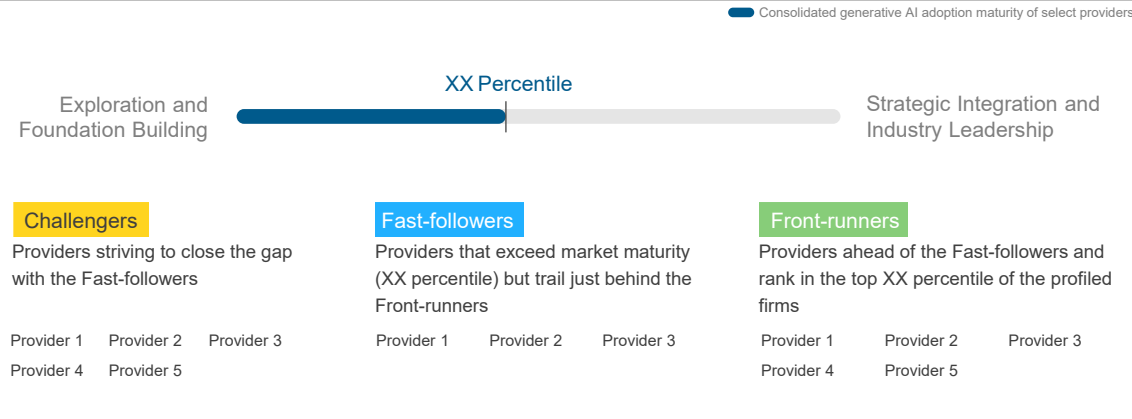 Consolidated generative AI adoption maturity of select providers
XX Percentile
Exploration and
Foundation Building
Strategic Integration and
Industry Leadership
Challengers
Providers striving to close the gap
with the Fast-followers
Provider 1 Provider 2 Provider 3
Provider 4 Provider 5
Fast-followers
Providers that exceed market maturity
(XX percentile) but trail just behind the
Front-runners
Provider 1 Provider 2 Provider 3
Front-runners
Providers ahead of the Fast-followers and
rank in the top XX percentile of the profiled
firms
Provider 1 Provider 2 Provider 3
Provider 4 Provider 5